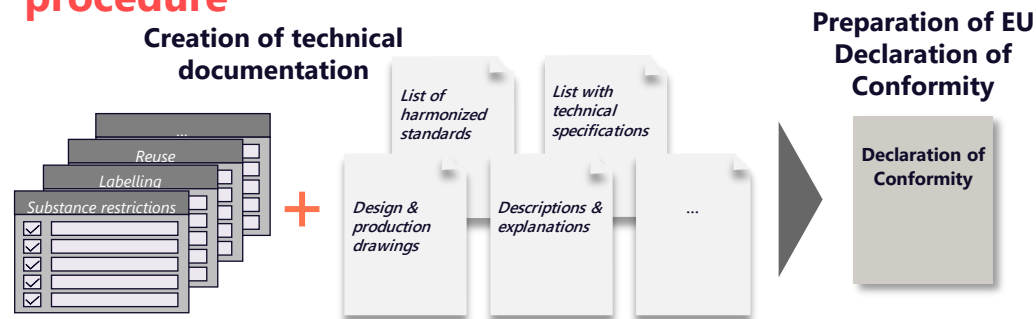 procedure
Creation of technical
documentation
Preparation of EU
Declaration of
Conformity
...
Reuse
Labelling
Substance restrictions
+
List of
harmonized
standards
List with
technical
specifications
Design &
production
drawings
Descriptions &
explanations
...
Declaration of
Conformity